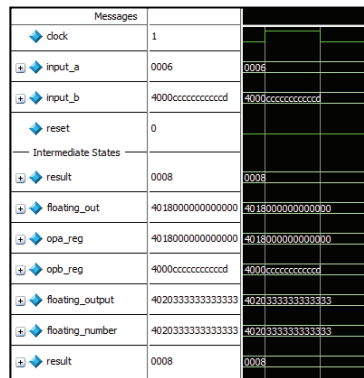 Messages
clock 1
input_a 0006 0006
input_b 4000cccccccccccd 4000cccccccccccd
reset 0
Intermediate States
result 0008 0008
floating_out 4018000000000000 4018000000000000
opa_reg 4018000000000000 4018000000000000
opb_reg 4000cccccccccccd 4000cccccccccccd
floating_output 4020333333333333 4020333333333333
floating_number 4020333333333333 4020333333333333
result 0008 0008